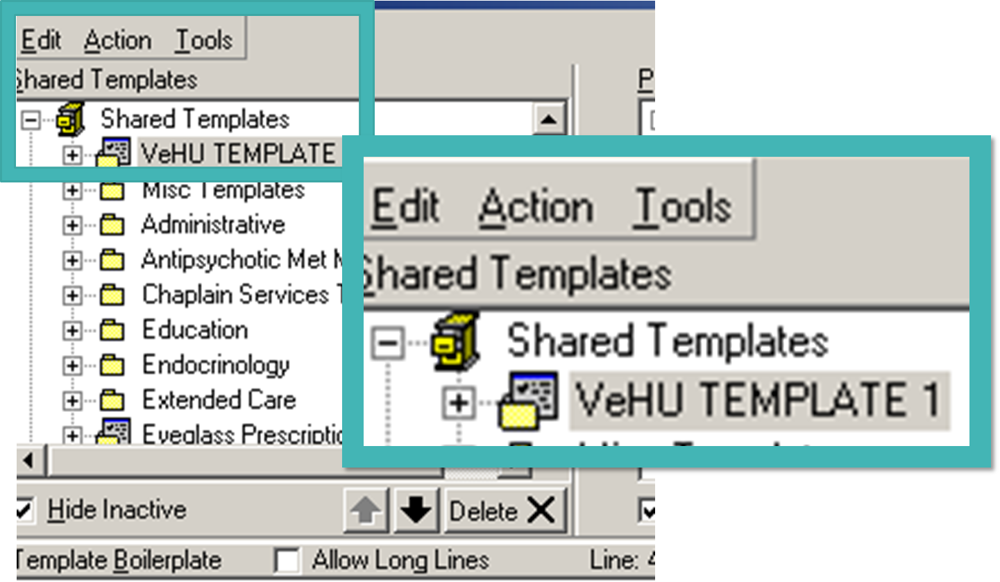 Edit Action Tools
Shared Templates
Shared Templates
VeHU TEMPLATE
Misc Templates
Administrative
Antipsychotic Met
Chaplain Services
Education
Endocrinology
Extended Care
Eyeglass
Hide Inactive
Delete
Template Boilerplate
Allow Long Lines
Line:
Edit Action Tools
Shared Templates
Shared Templates
VeHU TEMPLATE 1